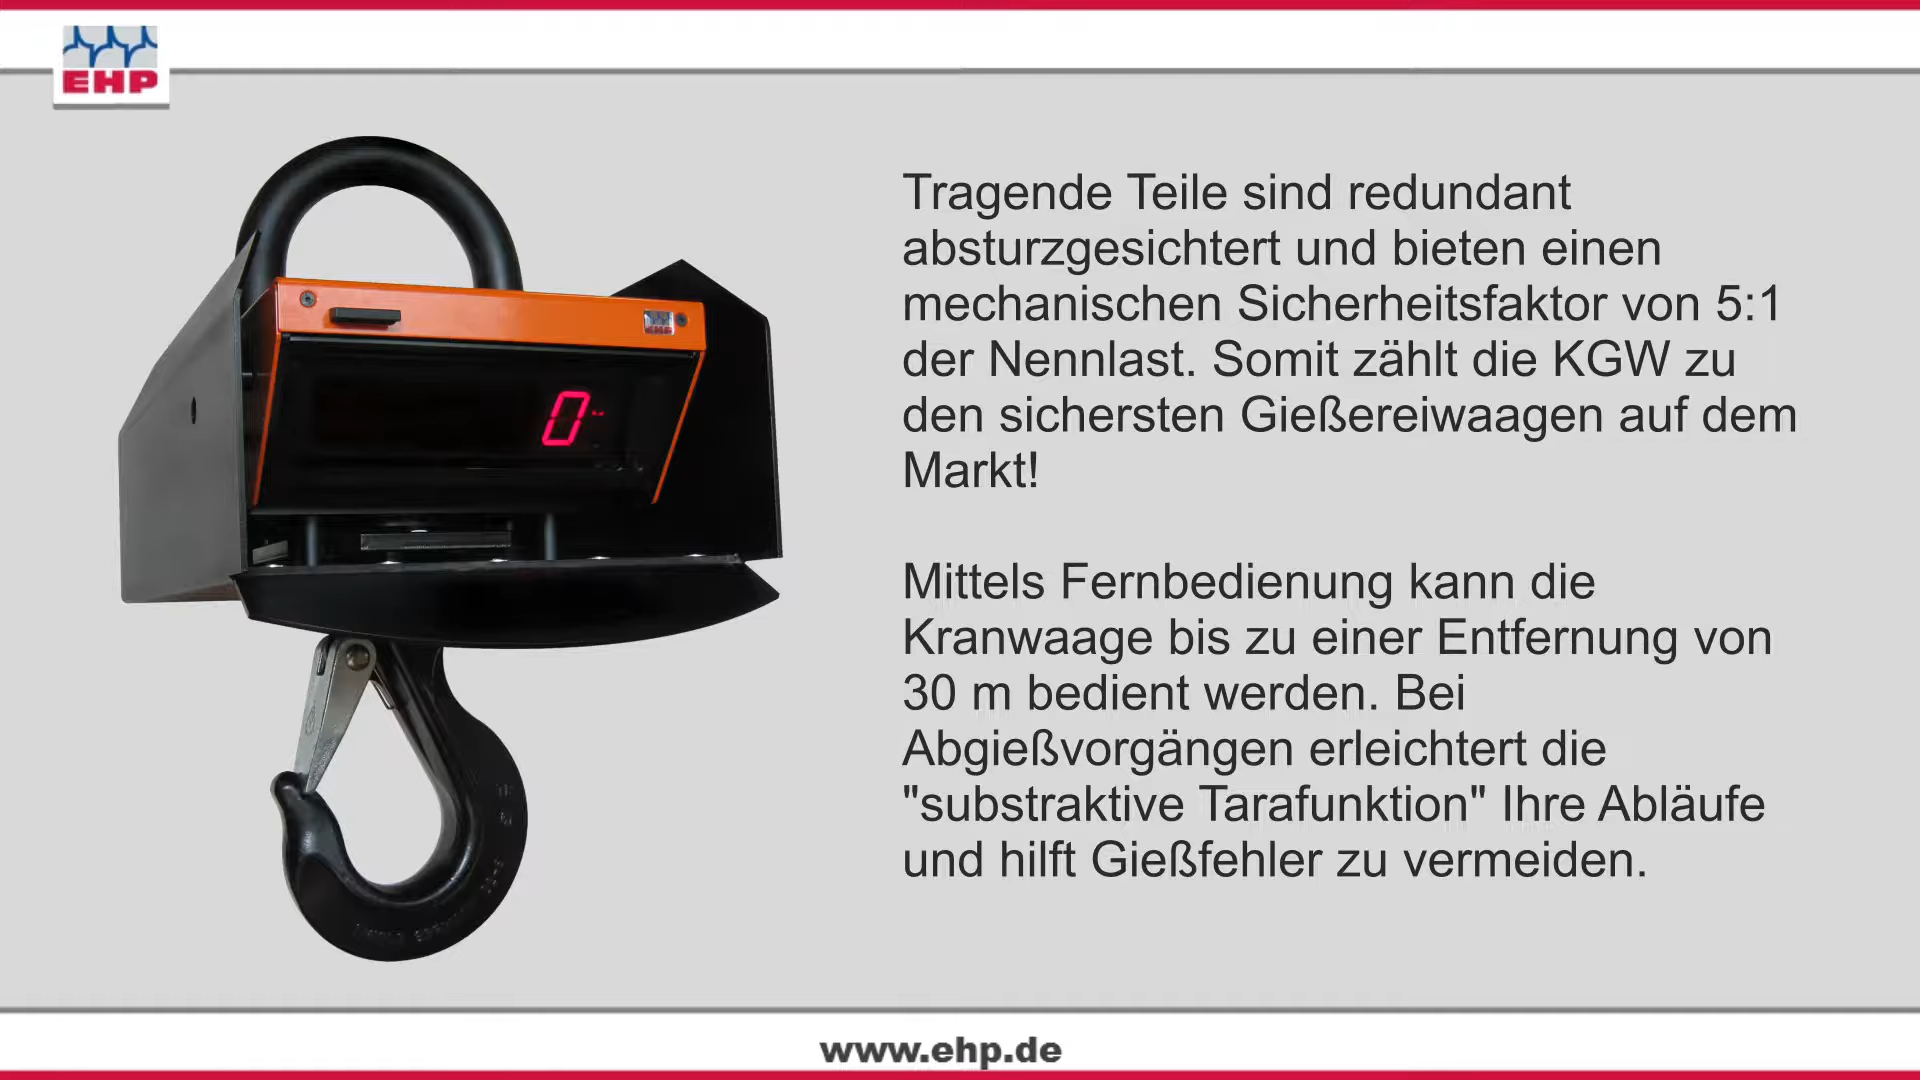 EHP
Tragende Teile sind redundant
absturzgesichtert und bieten einen
mechanischen Sicherheitsfaktor von 5:1
der Nennlast. Somit zählt die KGW zu
den sichersten Gießereiwaagen auf dem
Markt!
Mittels Fernbedienung kann die
Kranwaage bis zu einer Entfernung von
30 m bedient werden. Bei
Abgießvorgängen erleichtert die
"substraktive Tarafunktion" Ihre Abläufe
und hilft Gießfehler zu vermeiden.
EHP
0
www.ehp.de